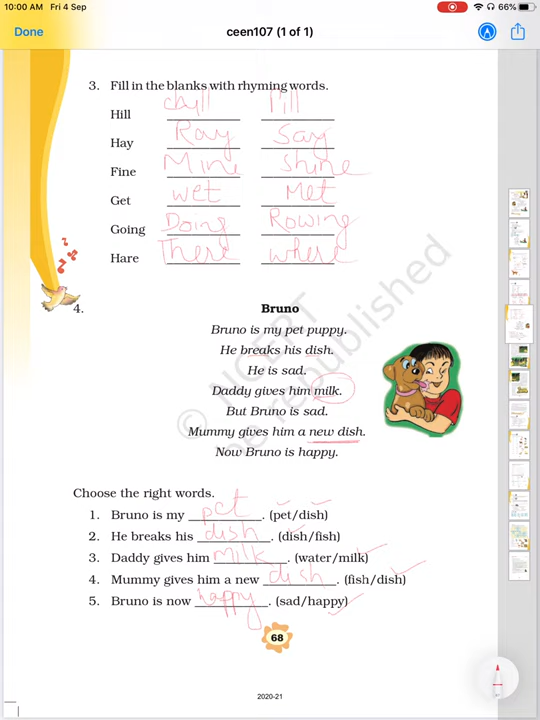 10:00 AM Fri 4 Sep 66%
Done ceen107 (1 of 1)
3. Fill in the blanks with rhyming words.
Hill chill pill
Hay Ray Say
Fine Mine shine
Get wet Met
Going Doing Rowing
Hare There where
4. Bruno
Bruno is my pet puppy.
He breaks his dish.
He is sad.
Daddy gives him milk.
But Bruno is sad.
Mummy gives him a new dish.
Now Bruno is happy.
© NCERT
be republished
Choose the right words.
1. Bruno is my pet. (pet/dish)
2. He breaks his dish. (dish/fish)
3. Daddy gives him milk. (water/milk)
4. Mummy gives him a new dish. (fish/dish)
5. Bruno is now happy. (sad/happy)
68
2020-21